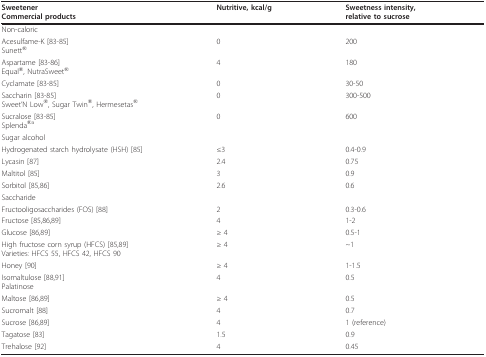 Sweetener Nutritive, kcal/g Sweetness intensity,
Commercial products relative to sucrose
Non-caloric
Acesulfame-K [83-85] 0 200
Sunett®
Aspartame [83-86] 4 180
Equal®, NutraSweet®
Cyclamate [83-85] 0 30-50
Saccharin [83-85] 0 300-500
Sweet'N Low®, Sugar Twin®, Hermesetas®
Sucralose [83-85] 0 600
Splenda®a
Sugar alcohol
Hydrogenated starch hydrolysate (HSH) [85] ≤3 0.4-0.9
Lycasin [87] 2.4 0.75
Maltitol [85] 3 0.9
Sorbitol [85,86] 2.6 0.6
Saccharide
Fructooligosaccharides (FOS) [88] 2 0.3-0.6
Fructose [85,86,89] 4 1-2
Glucose [86,89] ≥ 4 0.5-1
High fructose corn syrup (HFCS) [85,89] ≥ 4 ~1
Varieties: HFCS 55, HFCS 42, HFCS 90
Honey [90] ≥ 4 1-1.5
Isomaltulose [88,91] 4 0.5
Palatinose
Maltose [86,89] ≥ 4 0.5
Sucromalt [88] 4 0.7
Sucrose [86,89] 4 1 (reference)
Tagatose [83] 1.5 0.9
Trehalose [92] 4 0.45